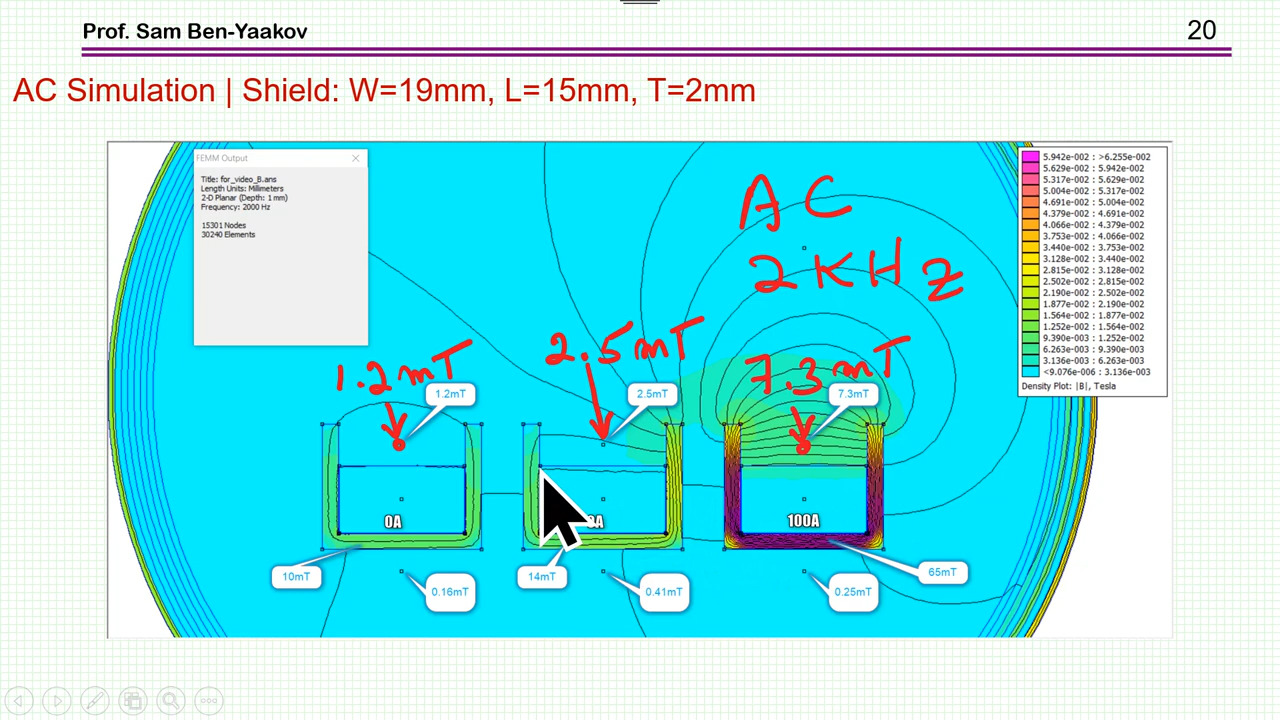 Prof. Sam Ben-Yaakov
20
AC Simulation | Shield: W=19mm, L=15mm, T=2mm
FEMM Output
Title: for_video_B.ans
Length Units: Millimeters
2-D Planar (Depth: 1 mm)
Frequency: 2000 Hz
15301 Nodes
30240 Elements
5.942e-002 : >6.255e-002
5.629e-002 : 5.942e-002
5.317e-002 : 5.629e-002
5.004e-002 : 5.317e-002
4.691e-002 : 5.004e-002
4.379e-002 : 4.691e-002
4.066e-002 : 4.379e-002
3.753e-002 : 4.066e-002
3.440e-002 : 3.753e-002
3.128e-002 : 3.440e-002
2.815e-002 : 3.128e-002
2.502e-002 : 2.815e-002
2.190e-002 : 2.502e-002
1.877e-002 : 2.190e-002
1.564e-002 : 1.877e-002
1.252e-002 : 1.564e-002
9.390e-003 : 1.252e-002
6.263e-003 : 9.390e-003
3.136e-003 : 6.263e-003
<9.076e-006 : 3.136e-003
Density Plot: |B|, Tesla
AC
2KHZ
1.2mT
2.5mT
7.3mT
1.2mT
2.5mT
7.3mT
0A
100A
10mT
14mT
65mT
0.16mT
0.41mT
0.25mT